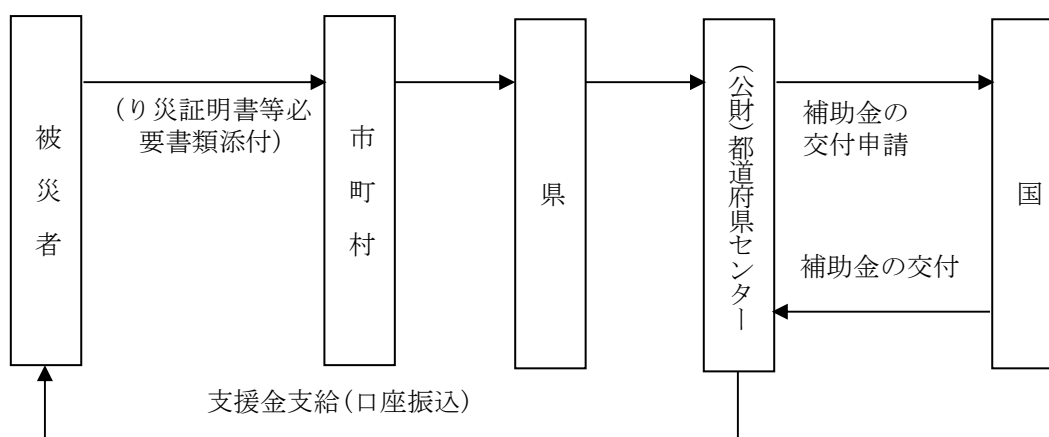 被災者
(り災証明書等必
要書類添付)
市町村
県
(公財)都道府県センター
補助金の
交付申請
補助金の交付
国
支援金支給(口座振込)